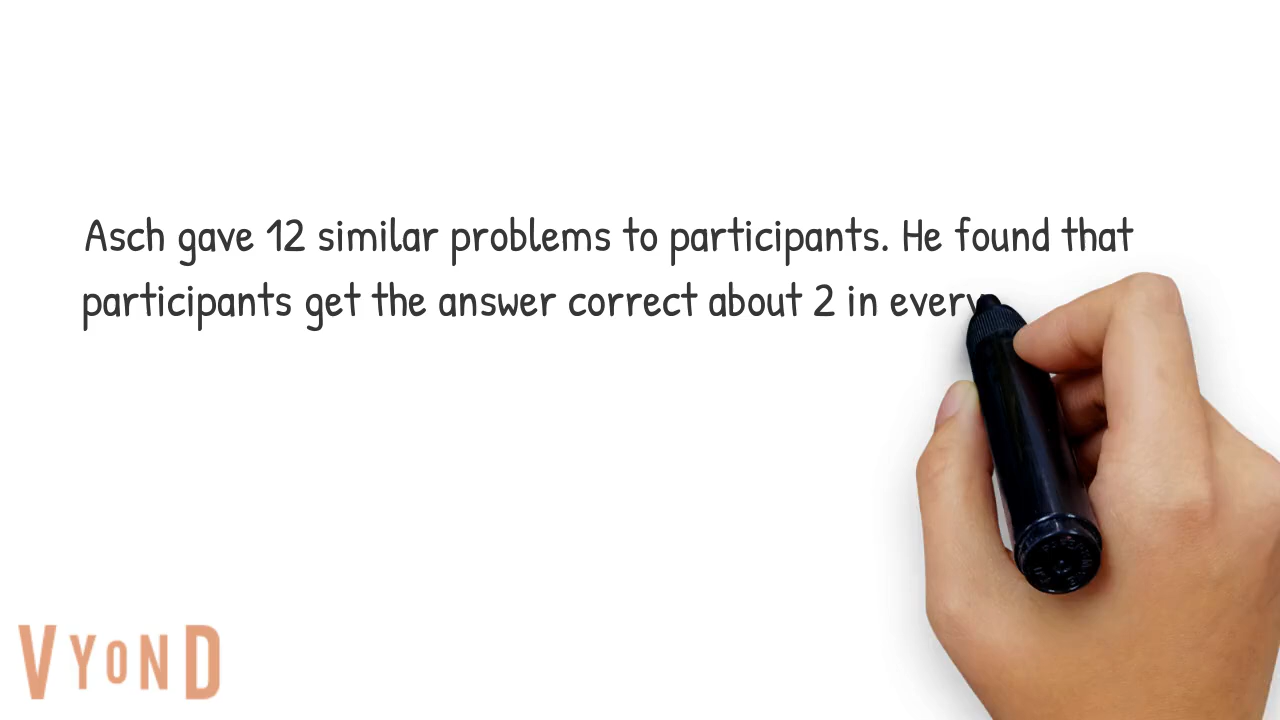 Asch gave 12 similar problems to participants. He found that
participants get the answer correct about 2 in every
VYOND